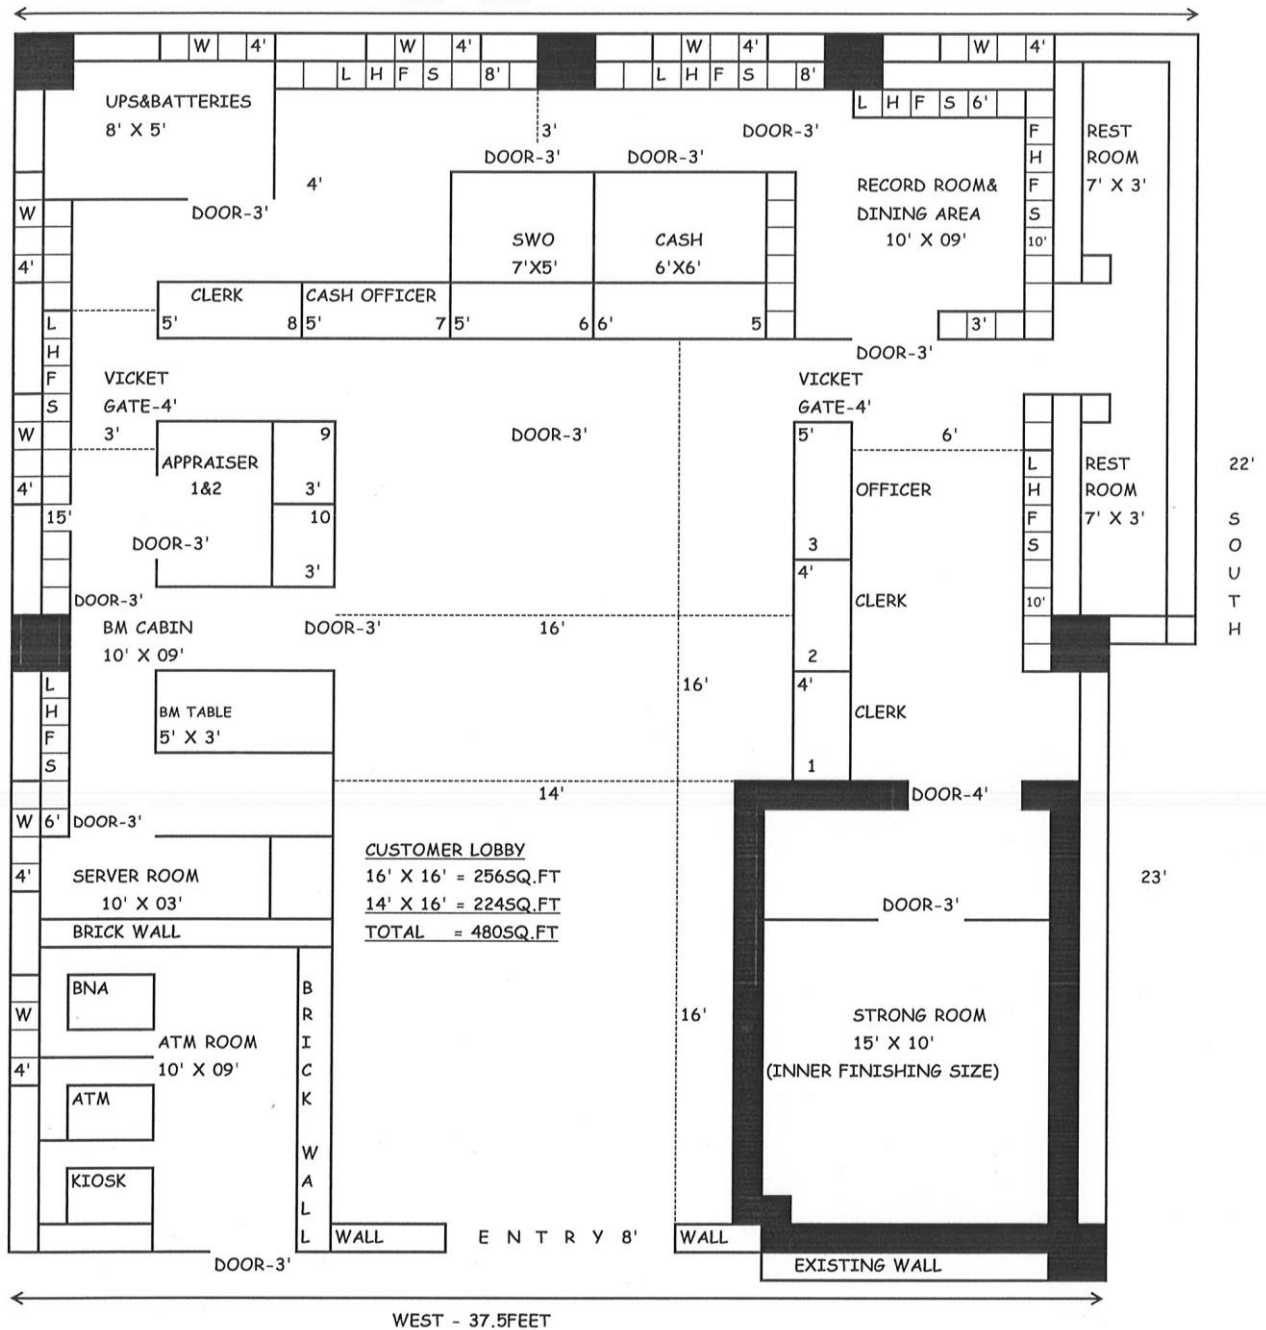 W 4' W 4' W 4' W 4'
L H F S 8' L H F S 8'
UPS&BATTERIES
8' X 5'
L H F S 6'
3'
DOOR-3'
F H F S 10'
REST
ROOM
7' X 3'
DOOR-3' DOOR-3'
4'
RECORD ROOM&
DINING AREA
10' X 09'
W
4'
DOOR-3'
SWO
7'X5'
CASH
6'X6'
CLERK
CASH OFFICER
5' 8 5' 7 5' 6 6' 5
3'
DOOR-3'
L H F S 15'
VICKET
GATE-4'
3'
VICKET
GATE-4'
W
4'
DOOR-3'
5'
6'
APPRAISER
1&2
9
3'
10
3'
OFFICER
3
L H F S 10'
REST
ROOM
7' X 3'
22'
SOUTH
DOOR-3'
DOOR-3'
4'
CLERK
2
BM CABIN
10' X 09'
DOOR-3'
16'
16'
L H F S 6'
BM TABLE
5' X 3'
4'
CLERK
1
14'
DOOR-4'
W
4'
DOOR-3'
CUSTOMER LOBBY
16' X 16' = 256SQ.FT
14' X 16' = 224SQ.FT
TOTAL = 480SQ.FT
SERVER ROOM
10' X 03'
23'
DOOR-3'
BRICK WALL
BNA
BRICK WALL
W
4'
ATM ROOM
10' X 09'
16'
STRONG ROOM
15' X 10'
(INNER FINISHING SIZE)
ATM
KIOSK
WALL
ENTRY 8'
WALL
DOOR-3'
EXISTING WALL
WEST - 37.5FEET